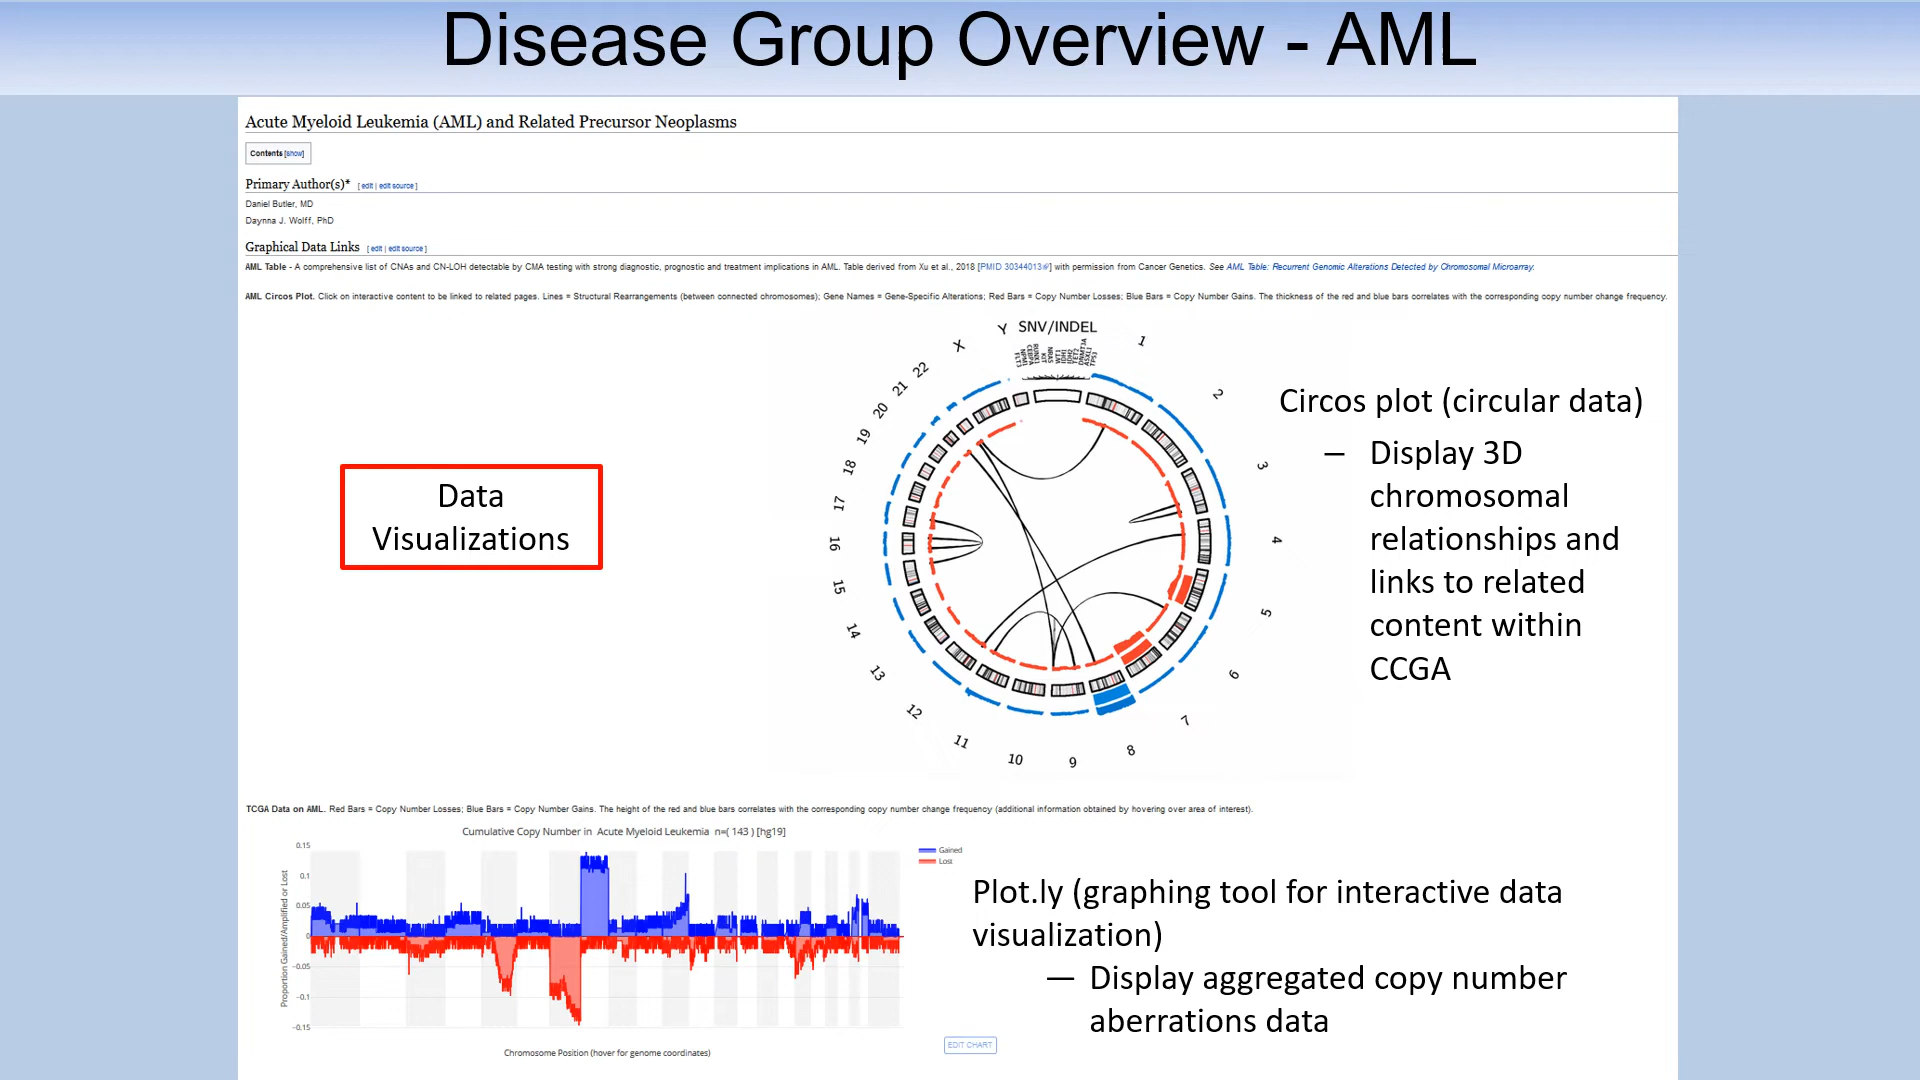 Disease Group Overview - AML
Acute Myeloid Leukemia (AML) and Related Precursor Neoplasms
Contents [show]
Primary Author(s)* [ edit | edit source ]
Daniel Butler, MD
Daynna J. Wolff, PhD
Graphical Data Links [ edit | edit source ]
AML Table - A comprehensive list of CNAs and CN-LOH detectable by CMA testing with strong diagnostic, prognostic and treatment implications in AML. Table derived from Xu et al., 2018 [PMID 30344013] with permission from Cancer Genetics. See AML Table: Recurrent Genomic Alterations Detected by Chromosomal Microarray.
AML Circos Plot. Click on interactive content to be linked to related pages. Lines = Structural Rearrangements (between connected chromosomes); Gene Names = Gene-Specific Alterations; Red Bars = Copy Number Losses; Blue Bars = Copy Number Gains. The thickness of the red and blue bars correlates with the corresponding copy number change frequency.
SNV/INDEL
FLT3
NPM1
CEBPA
RUNX1
KIT
NRAS
WT1
IDH1
IDH2
TET2
DNMT3A
ASXL1
TP53
1
2
3
4
5
6
7
8
9
10
11
12
13
14
15
16
17
18
19
20
21
22
X
Y
Data
Visualizations
Circos plot (circular data)
– Display 3D
chromosomal
relationships and
links to related
content within
CCGA
TCGA Data on AML. Red Bars = Copy Number Losses; Blue Bars = Copy Number Gains. The height of the red and blue bars correlates with the corresponding copy number change frequency (additional information obtained by hovering over area of interest).
Cumulative Copy Number in Acute Myeloid Leukemia n=( 143 ) [hg19]
Proportion Gained/Amplified or Lost
0.15
0.1
0.05
0
−0.05
−0.1
−0.15
Gained
Lost
Chromosome Position (hover for genome coordinates)
EDIT CHART
Plot.ly (graphing tool for interactive data
visualization)
— Display aggregated copy number
aberrations data